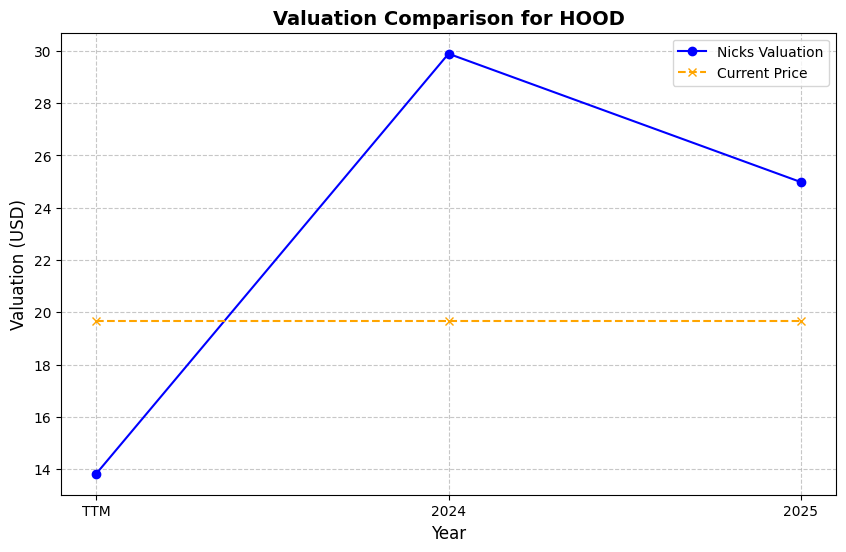 Valuation Comparison for HOOD
Nicks Valuation
Current Price
Valuation (USD)
30
28
26
24
22
20
18
16
14
TTM
2024
2025
Year